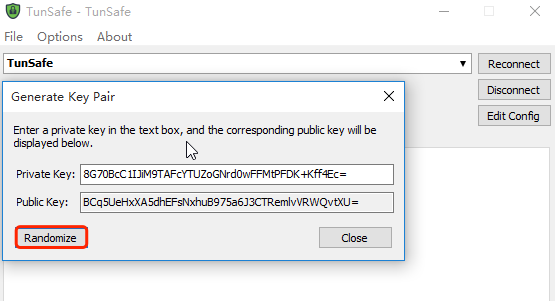 TunSafe - TunSafe
File Options About
TunSafe
Reconnect
Disconnect
Edit Config
Generate Key Pair
Enter a private key in the text box, and the corresponding public key will be
displayed below.
Private Key: 8G70BcC1IJiM9TAFcYTUZoGNrd0wFFMtPFDK+Kff4Ec=
Public Key: BCq5UeHxXA5dhEFsNxhuB975a6J3CTRemlvVRWQvtXU=
Randomize Close